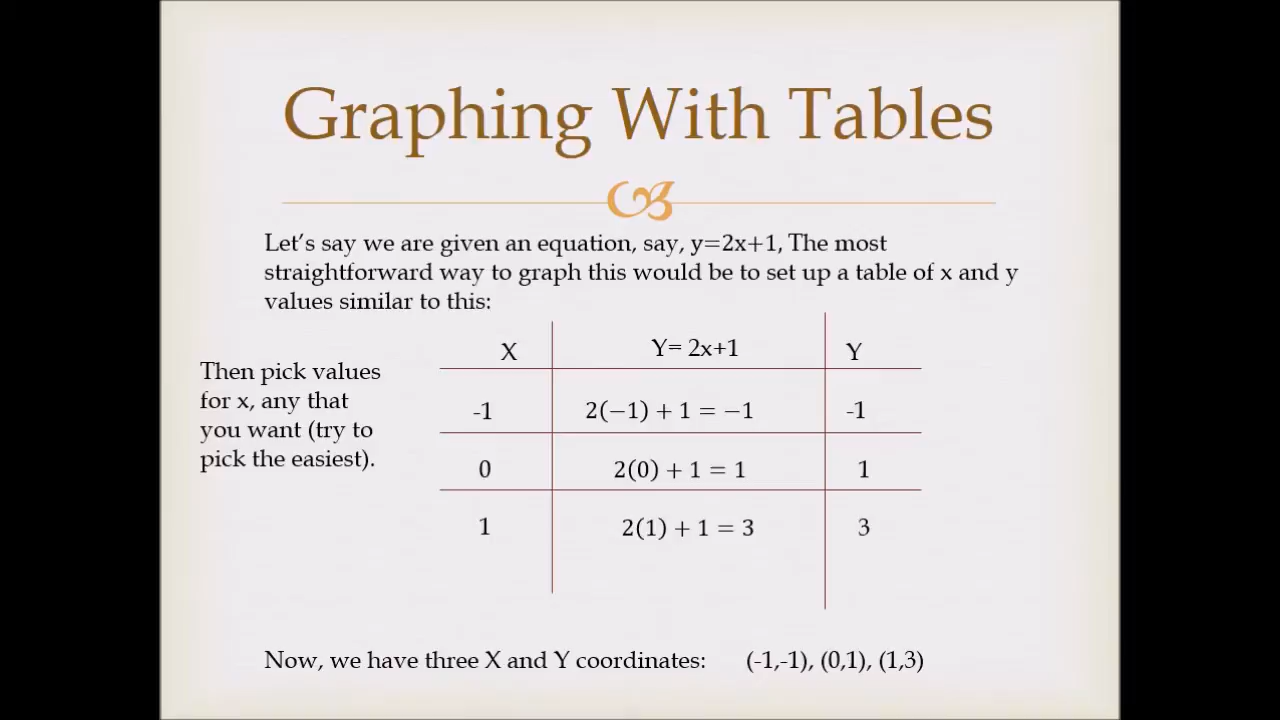 Graphing With Tables
Let's say we are given an equation, say, y=2x+1, The most
straightforward way to graph this would be to set up a table of x and y
values similar to this:
Then pick values
for x, any that
you want (try to
pick the easiest).
X Y= 2x+1 Y
-1 2(−1) + 1 = −1 -1
0 2(0) + 1 = 1 1
1 2(1) + 1 = 3 3
Now, we have three X and Y coordinates: (-1,-1), (0,1), (1,3)